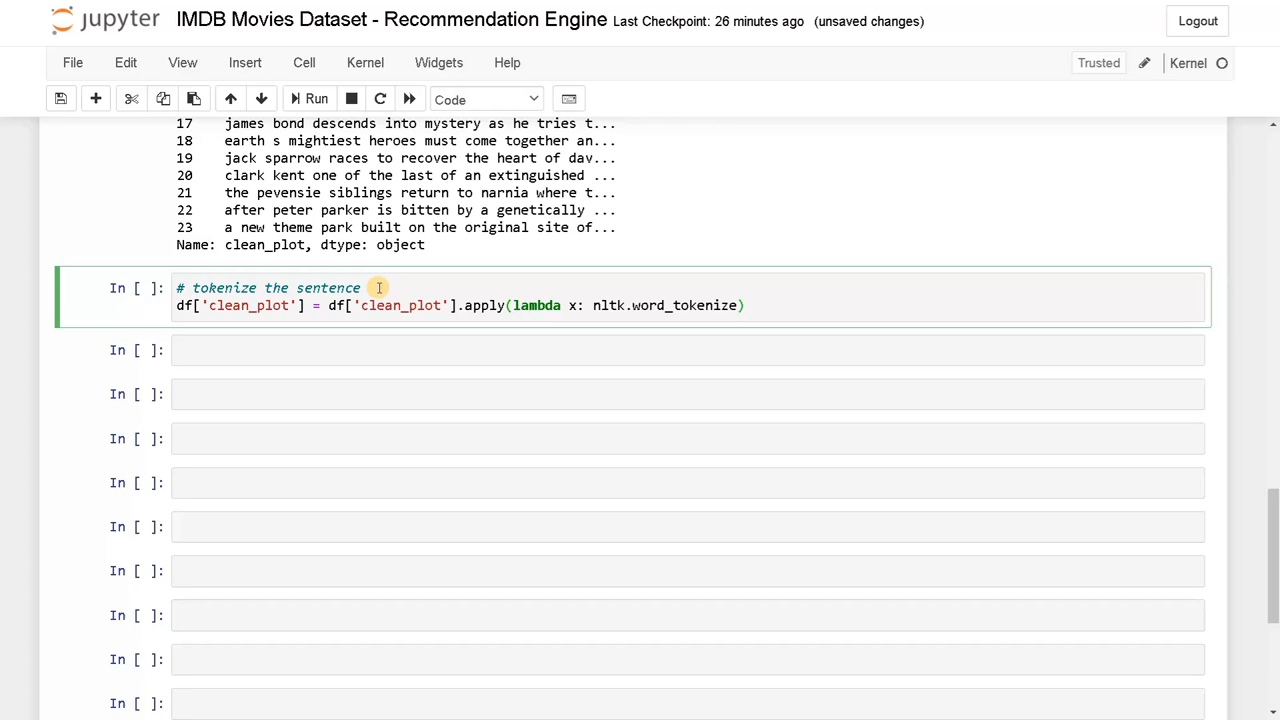 jupyter IMDB Movies Dataset - Recommendation Engine Last Checkpoint: 26 minutes ago (unsaved changes) Logout
File Edit View Insert Cell Kernel Widgets Help Trusted Kernel
Run Code
17 james bond descends into mystery as he tries t...
18 earth s mightiest heroes must come together an...
19 jack sparrow races to recover the heart of dav...
20 clark kent one of the last of an extinguished ...
21 the pevensie siblings return to narnia where t...
22 after peter parker is bitten by a genetically ...
23 a new theme park built on the original site of...
Name: clean_plot, dtype: object
In [ ]: # tokenize the sentence
df['clean_plot'] = df['clean_plot'].apply(lambda x: nltk.word_tokenize)
In [ ]:
In [ ]:
In [ ]:
In [ ]:
In [ ]:
In [ ]:
In [ ]:
In [ ]:
In [ ]: